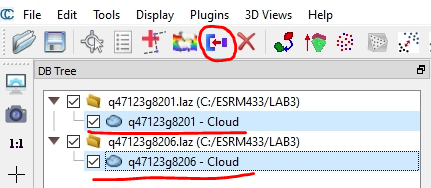 CC Edit Tools Display Plugins 3D Views Help
DB Tree
q47123g8201.laz (C:/ESRM433/LAB3)
q47123g8201 - Cloud
q47123g8206.laz (C:/ESRM433/LAB3)
q47123g8206 - Cloud
1:1